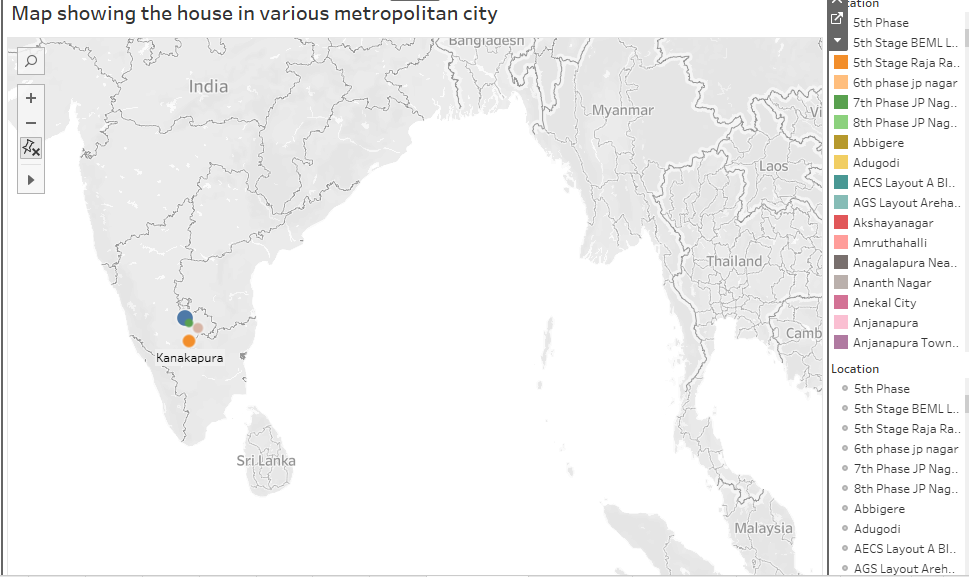 Map showing the house in various metropolitan city
Bangladesh
India
Myanmar
Laos
Thailand
Kanakapura
Sri Lanka
Malaysia
5th Phase
5th Stage BEML L..
5th Stage Raja Ra..
6th phase jp nagar
7th Phase JP Nag..
8th Phase JP Nag..
Abbigere
Adugodi
AECS Layout A Bl..
AGS Layout Areha..
Akshayanagar
Amruthahalli
Anagalapura Nea..
Ananth Nagar
Anekal City
Anjanapura
Anjanapura Town..
Location
5th Phase
5th Stage BEML L..
5th Stage Raja Ra..
6th phase jp nagar
7th Phase JP Nag..
8th Phase JP Nag..
Abbigere
Adugodi
AECS Layout A Bl..
AGS Layout Areh..